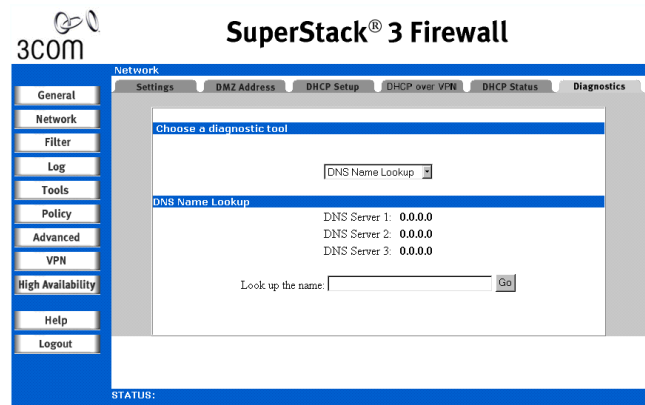 3COM
SuperStack® 3 Firewall
Network
Settings DMZ Address DHCP Setup DHCP over VPN DHCP Status Diagnostics
General
Network
Filter
Log
Tools
Policy
Advanced
VPN
High Availability
Help
Logout
Choose a diagnostic tool
DNS Name Lookup
DNS Name Lookup
DNS Server 1: 0.0.0.0
DNS Server 2: 0.0.0.0
DNS Server 3: 0.0.0.0
Look up the name: Go
STATUS: